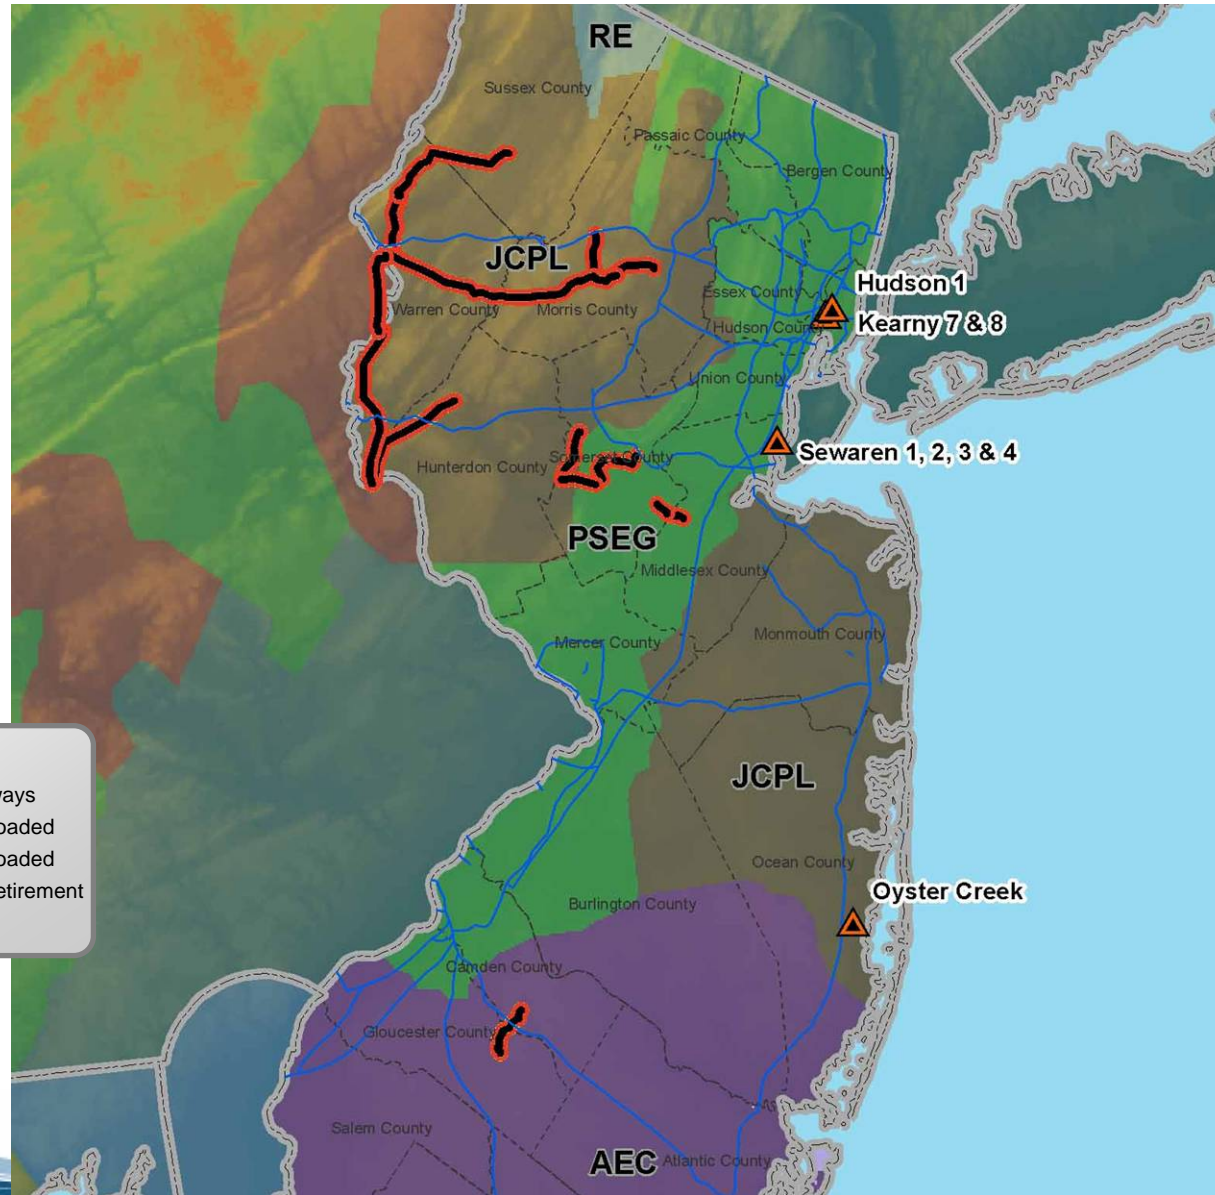 RE
Sussex County
Passaic County
Bergen County
JCPL
Hudson 1
Essex County
Warren County
Morris County
Kearny 7 & 8
Hudson County
Union County
Sewaren 1, 2, 3 & 4
Somerset County
Hunterdon County
PSEG
Middlesex County
Monmouth County
Mercer County
JCPL
ways
oaded
oaded
etirement
Ocean County
Oyster Creek
Burlington County
Camden County
Gloucester County
Salem County
AEC
Atlantic County